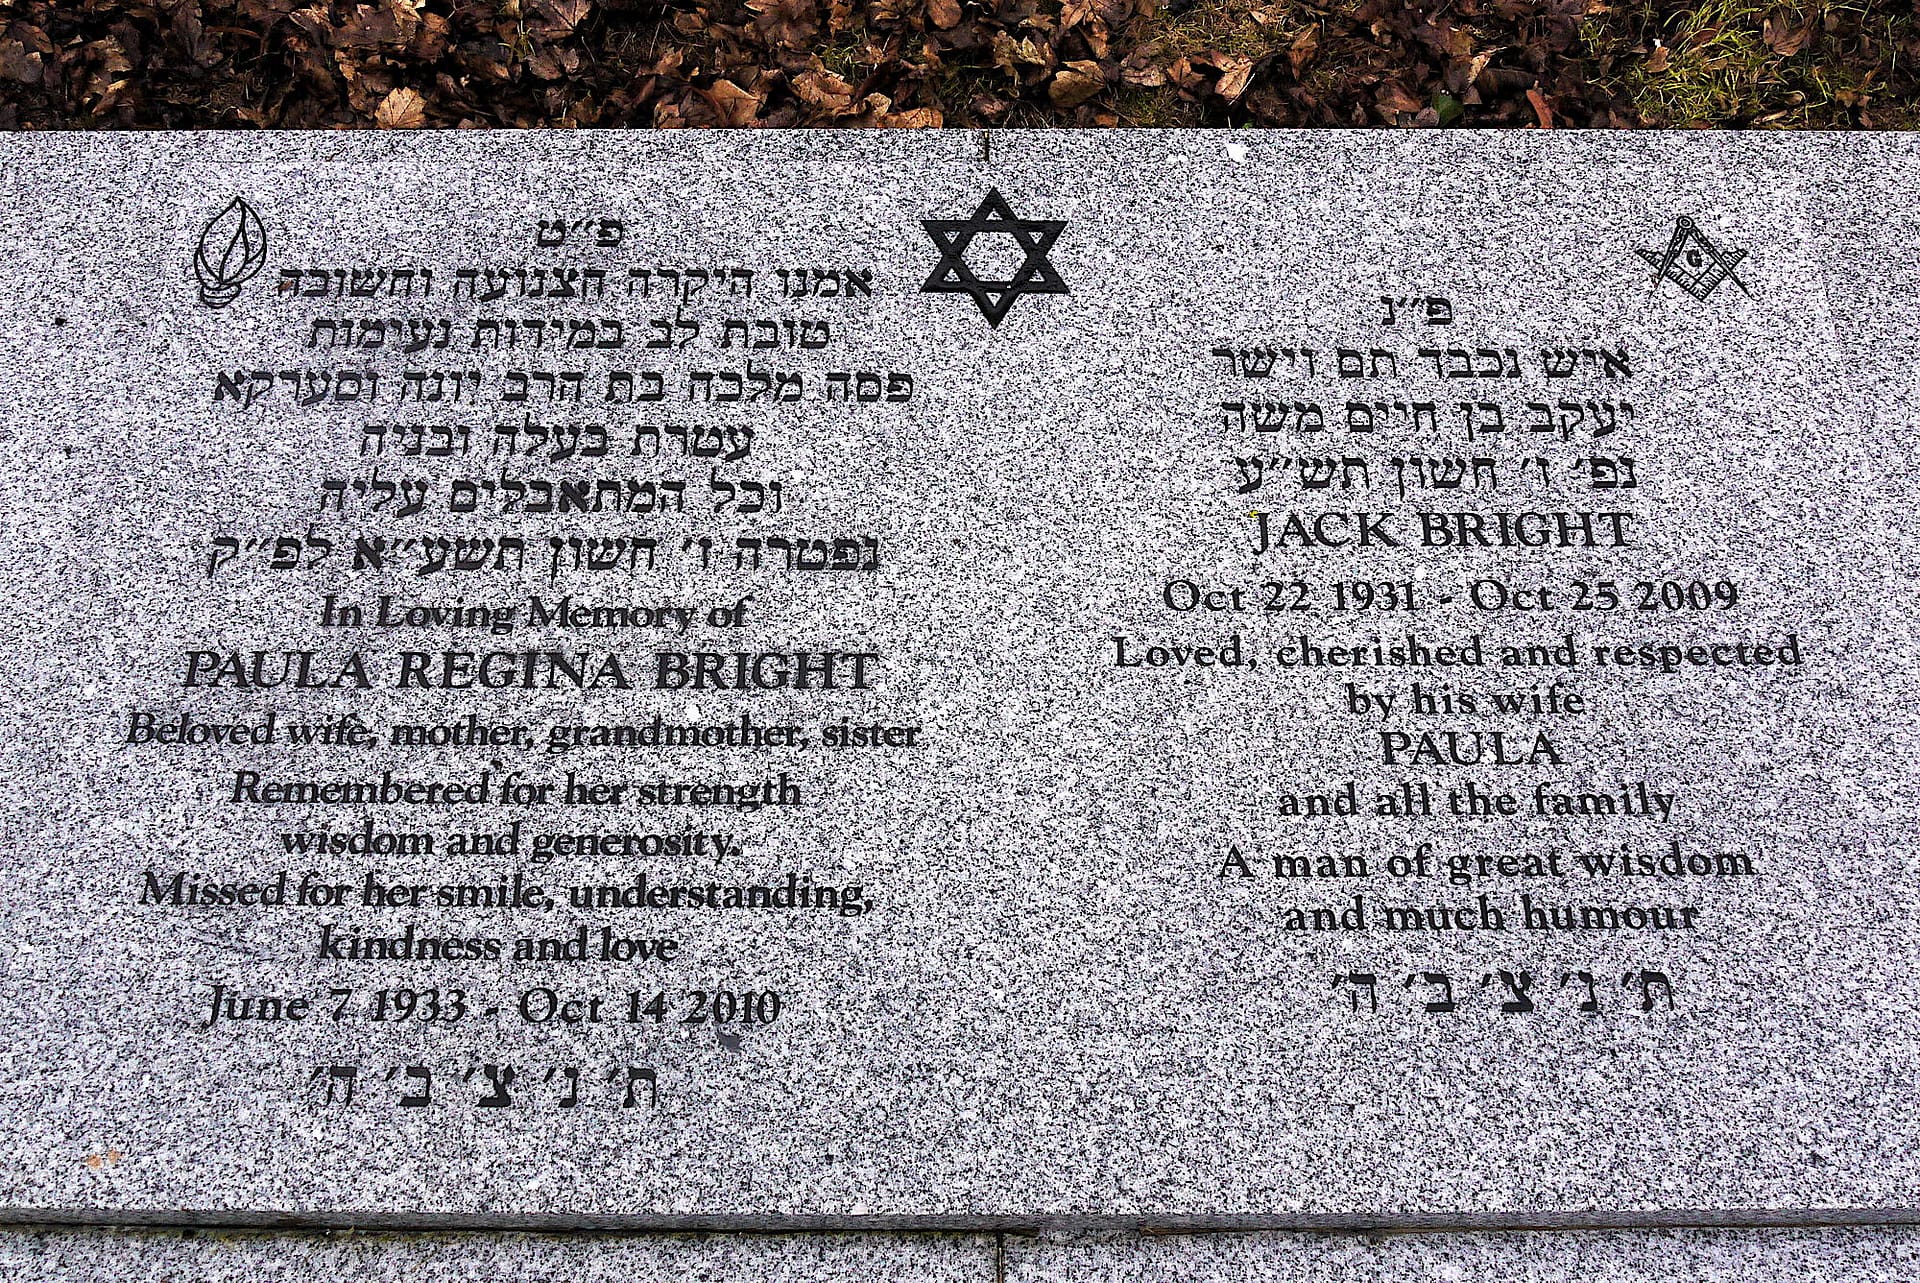 פ״ט
אמנו היקרה הצנועה וחשובה
טובת לב במידות נעימות
פסה מלכה בת הרב יונה וסערקא
עטרת בעלה ובניה
וכל המתאבלים עליה
נפטרה ז׳ חשון תשע״א לפ״ק
In Loving Memory of
PAULA REGINA BRIGHT
Beloved wife, mother, grandmother, sister
Remembered for her strength
wisdom and generosity.
Missed for her smile, understanding,
kindness and love
June 7 1933 - Oct 14 2010
ת׳ נ׳ צ׳ ב׳ ה׳
G
פ״נ
איש נכבד תם וישר
יעקב בן חיים משה
נפ׳ ז׳ חשון תש״ע
JACK BRIGHT
Oct 22 1931 - Oct 25 2009
Loved, cherished and respected
by his wife
PAULA
and all the family
A man of great wisdom
and much humour
ת׳ נ׳ צ׳ ב׳ ה׳